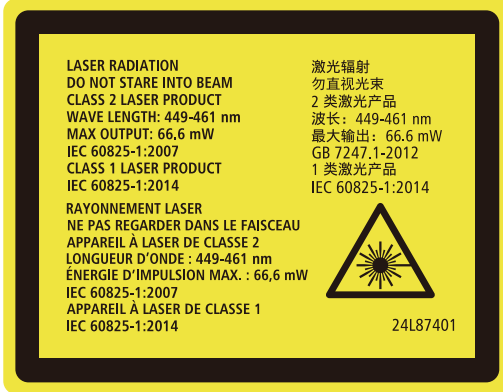 LASER RADIATION
DO NOT STARE INTO BEAM
CLASS 2 LASER PRODUCT
WAVE LENGTH: 449-461 nm
MAX OUTPUT: 66,6 mW
IEC 60825-1:2007
CLASS 1 LASER PRODUCT
IEC 60825-1:2014
RAYONNEMENT LASER
NE PAS REGARDER DANS LE FAISCEAU
APPAREIL À LASER DE CLASSE 2
LONGUEUR D'ONDE : 449-461 nm
ÉNERGIE D'IMPULSION MAX. : 66,6 mW
IEC 60825-1:2007
APPAREIL À LASER DE CLASSE 1
IEC 60825-1:2014
激光辐射
勿直视光束
2 类激光产品
波长：449-461 nm
最大输出：66.6 mW
GB 7247.1-2012
1 类激光产品
IEC 60825-1:2014
24L87401